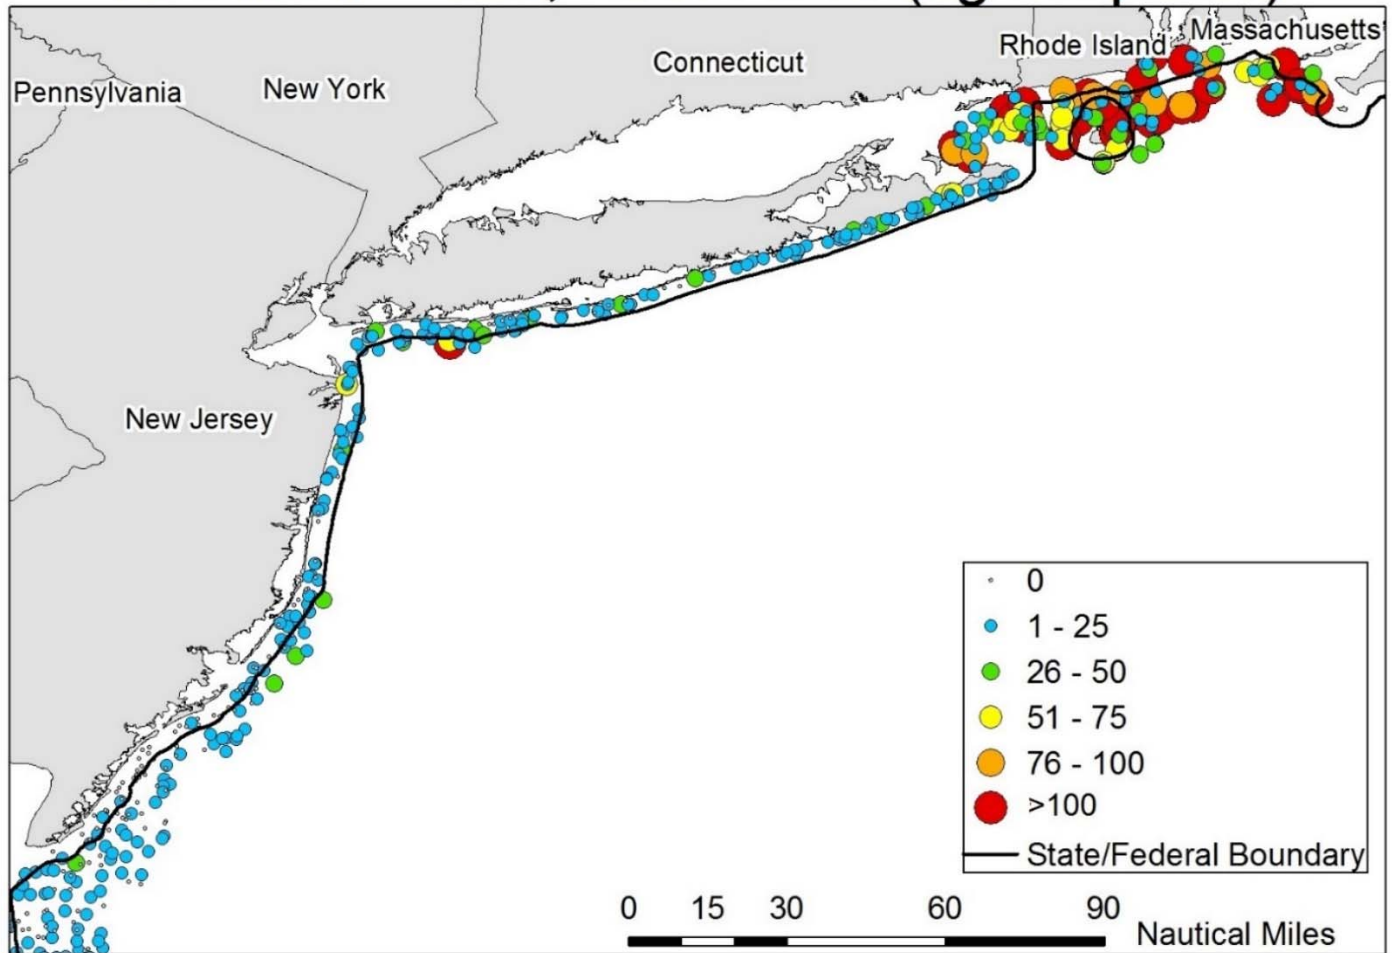 Massachusetts
Rhode Island
Connecticut
New York
Pennsylvania
New Jersey
0
1 - 25
26 - 50
51 - 75
76 - 100
>100
State/Federal Boundary
0 15 30 60 90
Nautical Miles